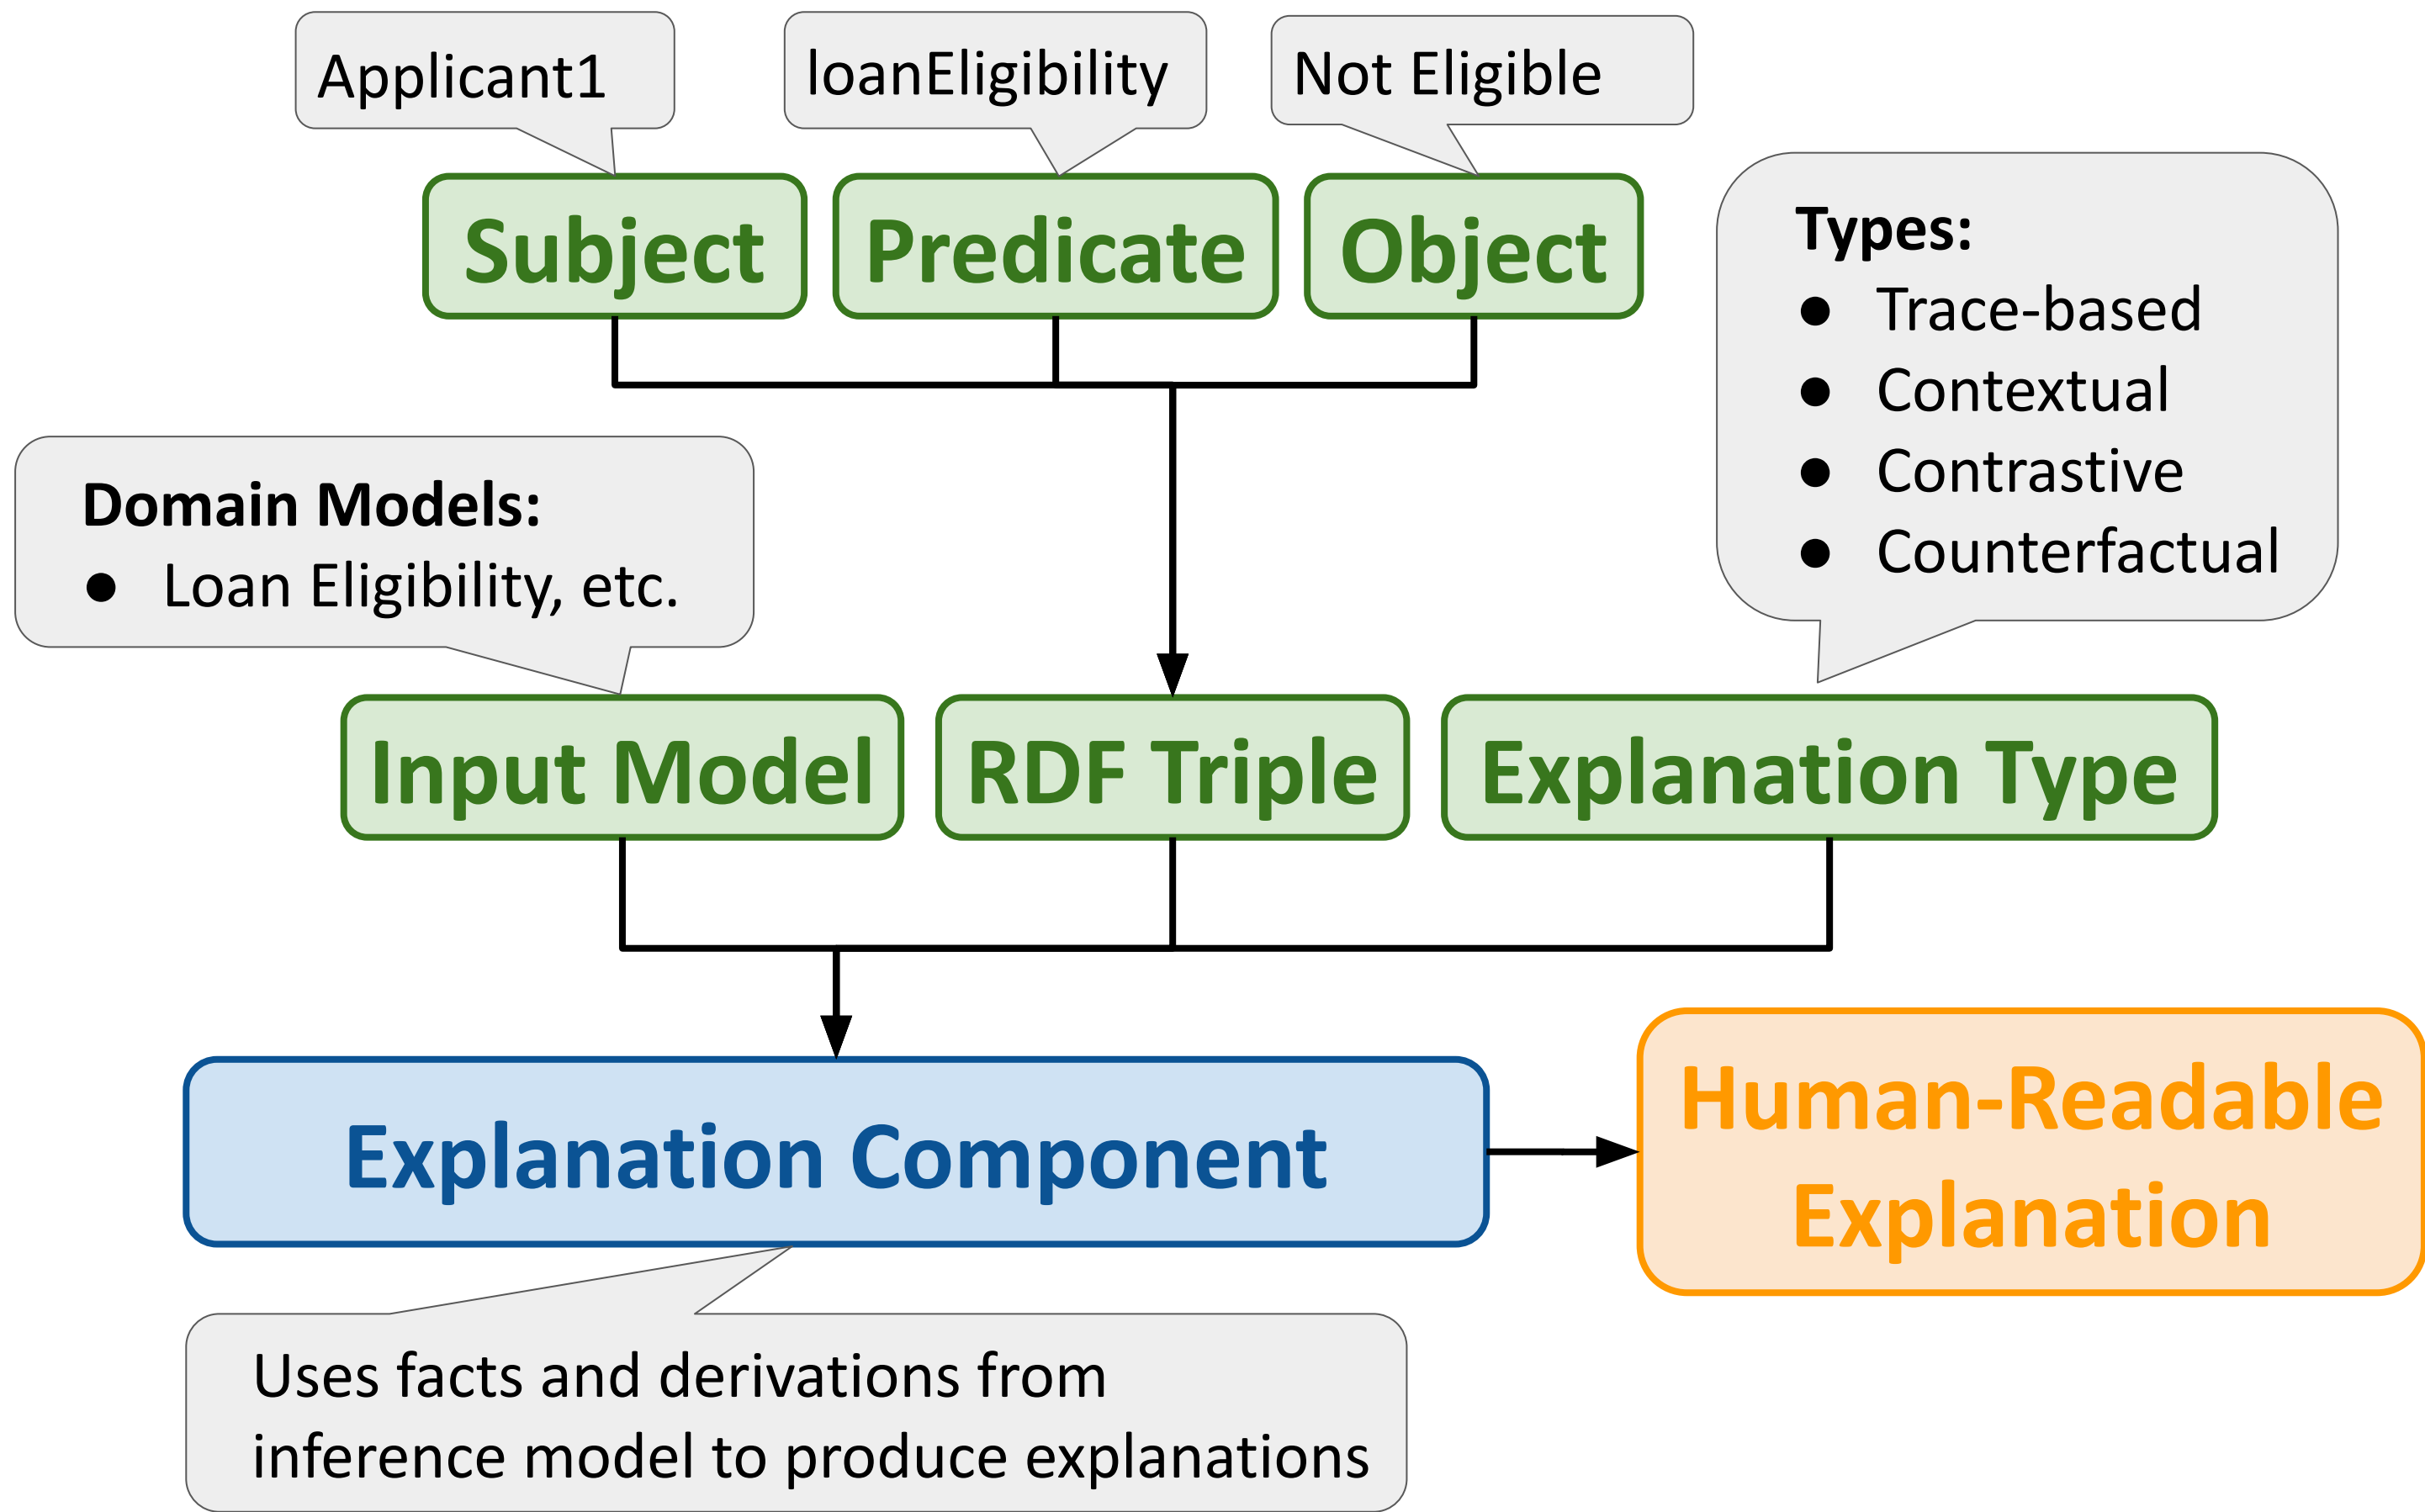 Applicant1
loanEligibility
Not Eligible
Subject
Predicate
Object
Types:
● Trace-based
● Contextual
● Contrastive
● Counterfactual
Domain Models:
● Loan Eligibility, etc.
Input Model
RDF Triple
Explanation Type
Explanation Component
Human-Readable
Explanation
Uses facts and derivations from
inference model to produce explanations